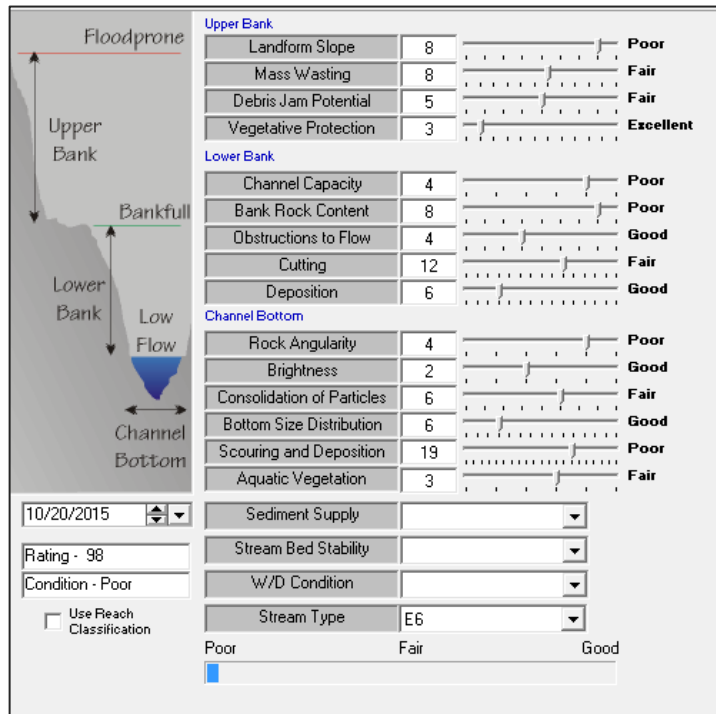 Floodprone
Upper
Bank
Bankfull
Lower
Bank
Low
Flow
Channel
Bottom
10/20/2015
Rating - 98
Condition - Poor
Use Reach
Classification
Upper Bank
Landform Slope 8 Poor
Mass Wasting 8 Fair
Debris Jam Potential 5 Fair
Vegetative Protection 3 Excellent
Lower Bank
Channel Capacity 4 Poor
Bank Rock Content 8 Poor
Obstructions to Flow 4 Good
Cutting 12 Fair
Deposition 6 Good
Channel Bottom
Rock Angularity 4 Poor
Brightness 2 Good
Consolidation of Particles 6 Fair
Bottom Size Distribution 6 Good
Scouring and Deposition 19 Poor
Aquatic Vegetation 3 Fair
Sediment Supply
Stream Bed Stability
W/D Condition
Stream Type E6
Poor Fair Good